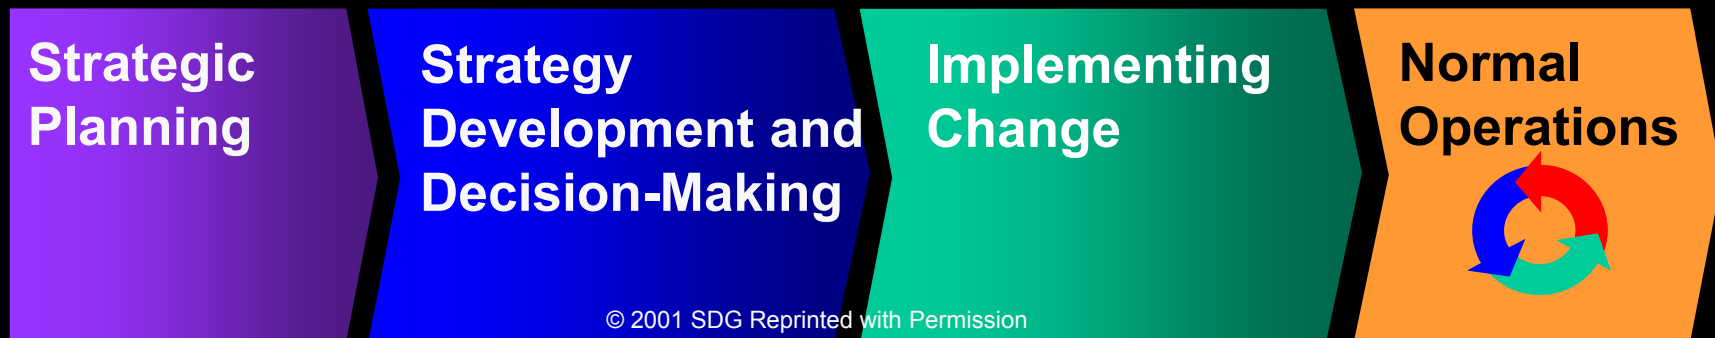 Strategic
Planning
Strategy
Development and
Decision-Making
Implementing
Change
Normal
Operations
© 2001 SDG Reprinted with Permission